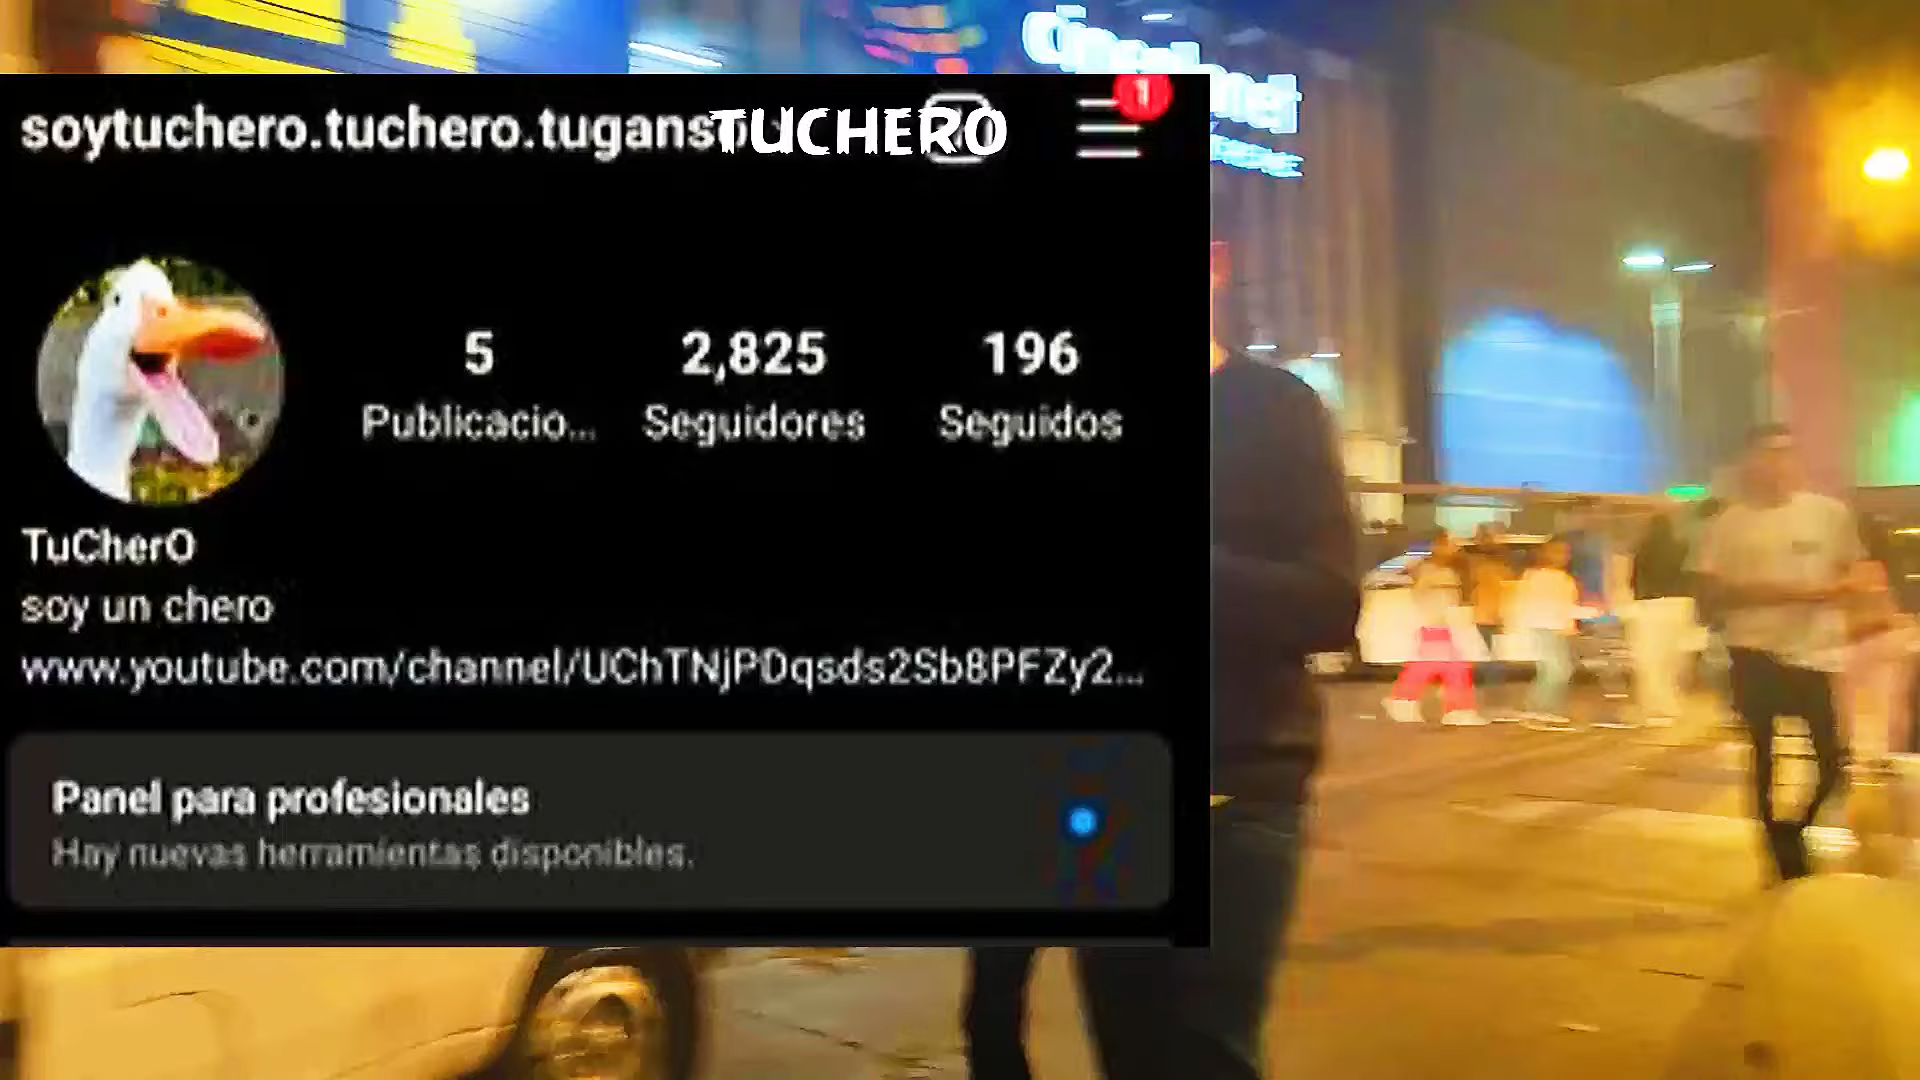 soytuchero.tuchero.tugans
TUCHERO
1
5
2,825
196
Publicacio...
Seguidores
Seguidos
TuCherO
soy un chero
www.youtube.com/channel/UChTNjPDqsds2Sb8PFZy2...
Panel para profesionales
Hay nuevas herramientas disponibles.